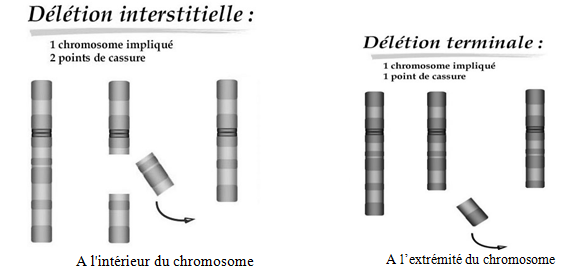 Délétion interstitielle :
1 chromosome impliqué
2 points de cassure
A l'intérieur du chromosome
Délétion terminale :
1 chromosome impliqué
1 point de cassure
A l’extrémité du chromosome